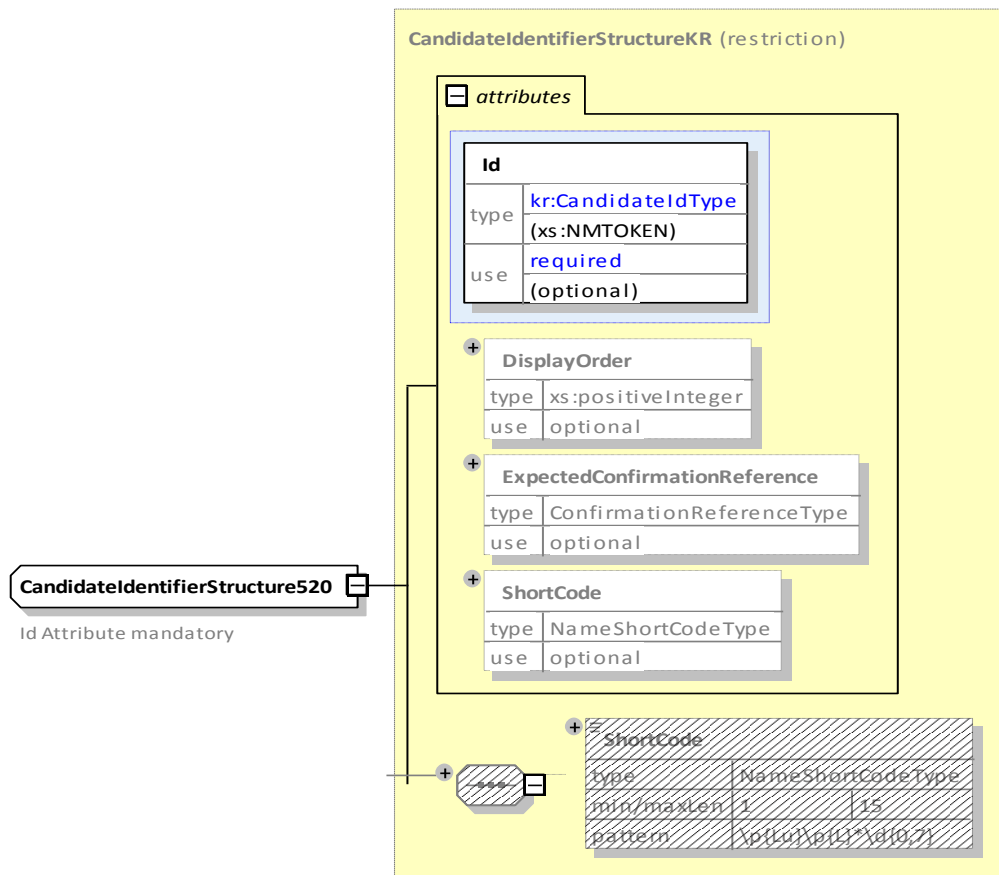 CandidateIdentifierStructureKR (restriction)
attributes
Id
type kr:CandidateIdType
(xs:NMTOKEN)
use required
(optional)
DisplayOrder
type xs:positiveInteger
use optional
ExpectedConfirmationReference
type ConfirmationReferenceType
use optional
CandidateIdentifierStructure520
Id Attribute mandatory
ShortCode
type NameShortCodeType
use optional
ShortCode
type NameShortCodeType
min/maxLen 1 15
pattern \p{Lu}\p{L}*\d{0,7}